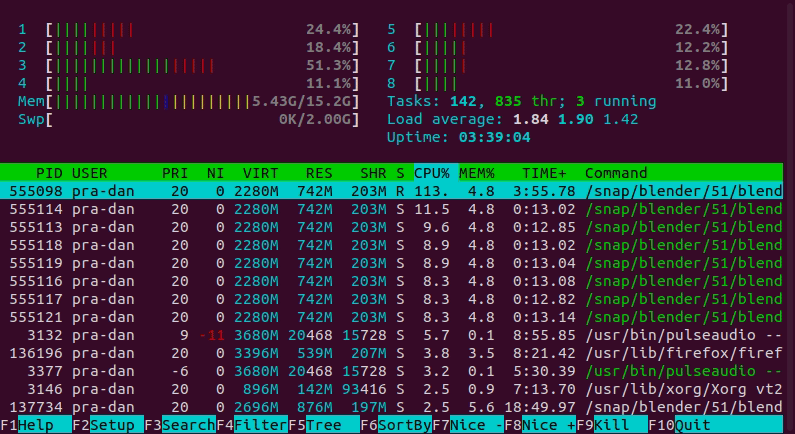 1 [||||||||| 24.4%] 5 [|||||||| 22.4%]
2 [||||||| 18.4%] 6 [||||| 12.2%]
3 [|||||||||||||||||| 51.3%] 7 [||||| 12.8%]
4 [|||| 11.1%] 8 [|||| 11.0%]
Mem[||||||||||||||||||||||5.43G/15.2G] Tasks: 142, 835 thr; 3 running
Swp[ 0K/2.00G] Load average: 1.84 1.90 1.42
Uptime: 03:39:04
PID USER PRI NI VIRT RES SHR S CPU% MEM% TIME+ Command
555098 pra-dan 20 0 2280M 742M 203M R 113. 4.8 3:55.78 /snap/blender/51/blend
555114 pra-dan 20 0 2280M 742M 203M S 11.5 4.8 0:13.02 /snap/blender/51/blend
555113 pra-dan 20 0 2280M 742M 203M S 9.6 4.8 0:12.85 /snap/blender/51/blend
555118 pra-dan 20 0 2280M 742M 203M S 8.9 4.8 0:13.02 /snap/blender/51/blend
555119 pra-dan 20 0 2280M 742M 203M S 8.9 4.8 0:13.04 /snap/blender/51/blend
555116 pra-dan 20 0 2280M 742M 203M S 8.3 4.8 0:13.08 /snap/blender/51/blend
555117 pra-dan 20 0 2280M 742M 203M S 8.3 4.8 0:12.82 /snap/blender/51/blend
555121 pra-dan 20 0 2280M 742M 203M S 8.3 4.8 0:13.14 /snap/blender/51/blend
3132 pra-dan 9 -11 3680M 20468 15728 S 5.7 0.1 8:55.85 /usr/bin/pulseaudio --
136196 pra-dan 20 0 3396M 539M 207M S 3.8 3.5 8:21.42 /usr/lib/firefox/firef
3377 pra-dan -6 0 3680M 20468 15728 S 3.2 0.1 5:30.39 /usr/bin/pulseaudio --
3146 pra-dan 20 0 896M 142M 93416 S 2.5 0.9 7:13.70 /usr/lib/xorg/Xorg vt2
137734 pra-dan 20 0 2696M 876M 197M S 2.5 5.6 18:49.97 /snap/blender/51/blend
F1Help F2Setup F3SearchF4FilterF5Tree F6SortByF7Nice -F8Nice +F9Kill F10Quit